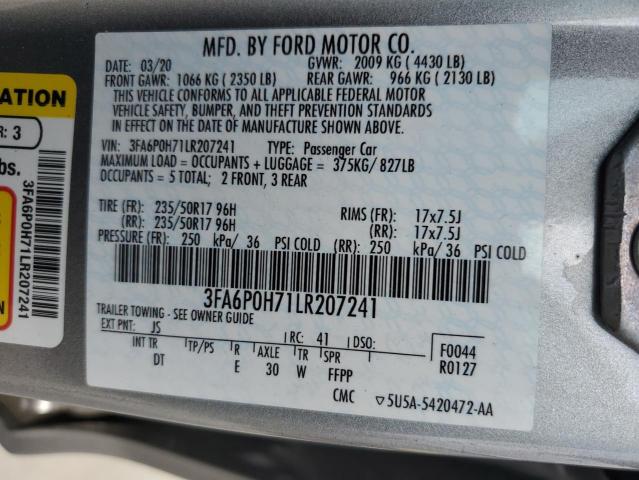 MFD. BY FORD MOTOR CO.
DATE: 03/20 GVWR: 2009 KG ( 4430 LB)
FRONT GAWR: 1066 KG ( 2350 LB) REAR GAWR: 966 KG ( 2130 LB)
THIS VEHICLE CONFORMS TO ALL APPLICABLE FEDERAL MOTOR
VEHICLE SAFETY, BUMPER, AND THEFT PREVENTION STANDARDS
IN EFFECT ON THE DATE OF MANUFACTURE SHOWN ABOVE.
VIN: 3FA6P0H71LR207241 TYPE: Passenger Car
MAXIMUM LOAD = OCCUPANTS + LUGGAGE = 375KG/ 827LB
OCCUPANTS = 5 TOTAL; 2 FRONT, 3 REAR
TIRE (FR): 235/50R17 96H RIMS (FR): 17x7.5J
(RR): 235/50R17 96H (RR): 17x7.5J
PRESSURE (FR): 250 kPa/ 36 PSI COLD (RR): 250 kPa/ 36 PSI COLD
3FA6P0H71LR207241
TRAILER TOWING - SEE OWNER GUIDE
EXT PNT: JS RC: 41 DSO: F0044
INT TR TP/PS R AXLE TR SPR R0127
DT E 30 W FFPP
CMC ▽5U5A-5420472-AA
ATION
R: 3
bs.
3FA6P0H71LR207241